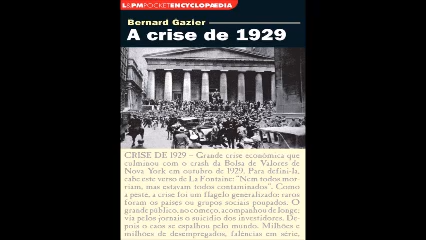 L&PM POCKET ENCYCLOPÆDIA
Bernard Gazier
A crise de 1929
CRISE DE 1929 – Grande crise econômica que
culminou com o crash da Bolsa de Valores de
Nova York em outubro de 1929. Para defini-la,
cabe este verso de La Fontaine: "Nem todos mor-
riam, mas estavam todos contaminados". Como
a peste, a crise foi um flagelo generalizado: raros
foram os países ou grupos sociais poupados. O
grande público, no começo, acompanhou de longe,
via pelos jornais o suicídio dos investidores. De-
pois o caos se espalhou pelo mundo. Milhões e
milhões de desempregados, falências em série,